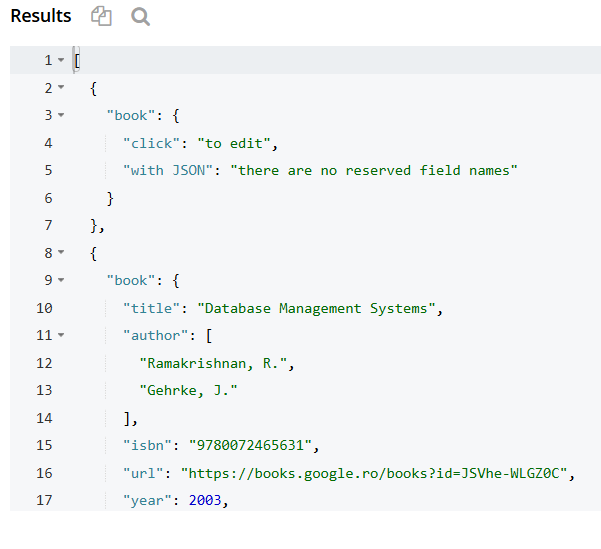 Results
1 [
2 {
3 "book": {
4 "click": "to edit",
5 "with JSON": "there are no reserved field names"
6 }
7 },
8 {
9 "book": {
10 "title": "Database Management Systems",
11 "author": [
12 "Ramakrishnan, R.",
13 "Gehrke, J."
14 ],
15 "isbn": "9780072465631",
16 "url": "https://books.google.ro/books?id=JSVhe-WLGZ0C",
17 "year": 2003,